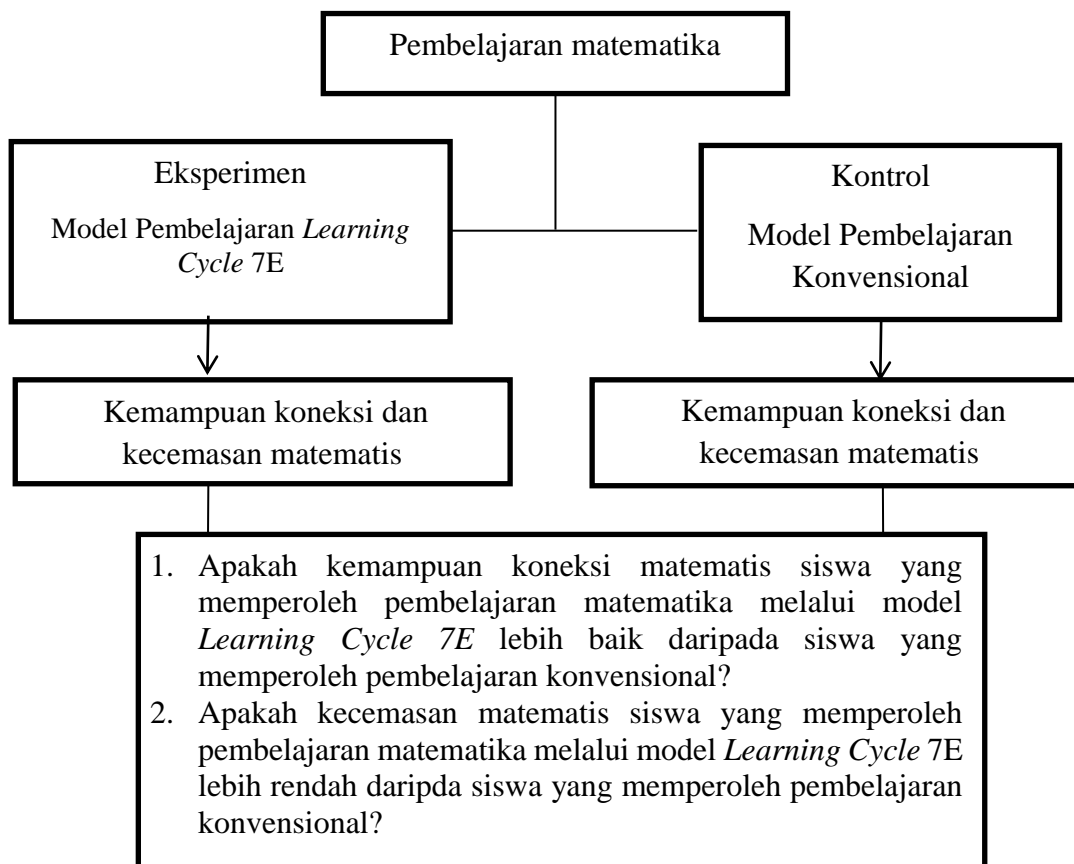 Pembelajaran matematika
Eksperimen
Model Pembelajaran Learning
Cycle 7E
Kontrol
Model Pembelajaran
Konvensional
Kemampuan koneksi dan
kecemasan matematis
Kemampuan koneksi dan
kecemasan matematis
1. Apakah kemampuan koneksi matematis siswa yang
memperoleh pembelajaran matematika melalui model
Learning Cycle 7E lebih baik daripada siswa yang
memperoleh pembelajaran konvensional?
2. Apakah kecemasan matematis siswa yang memperoleh
pembelajaran matematika melalui model Learning Cycle 7E
lebih rendah daripda siswa yang memperoleh pembelajaran
konvensional?